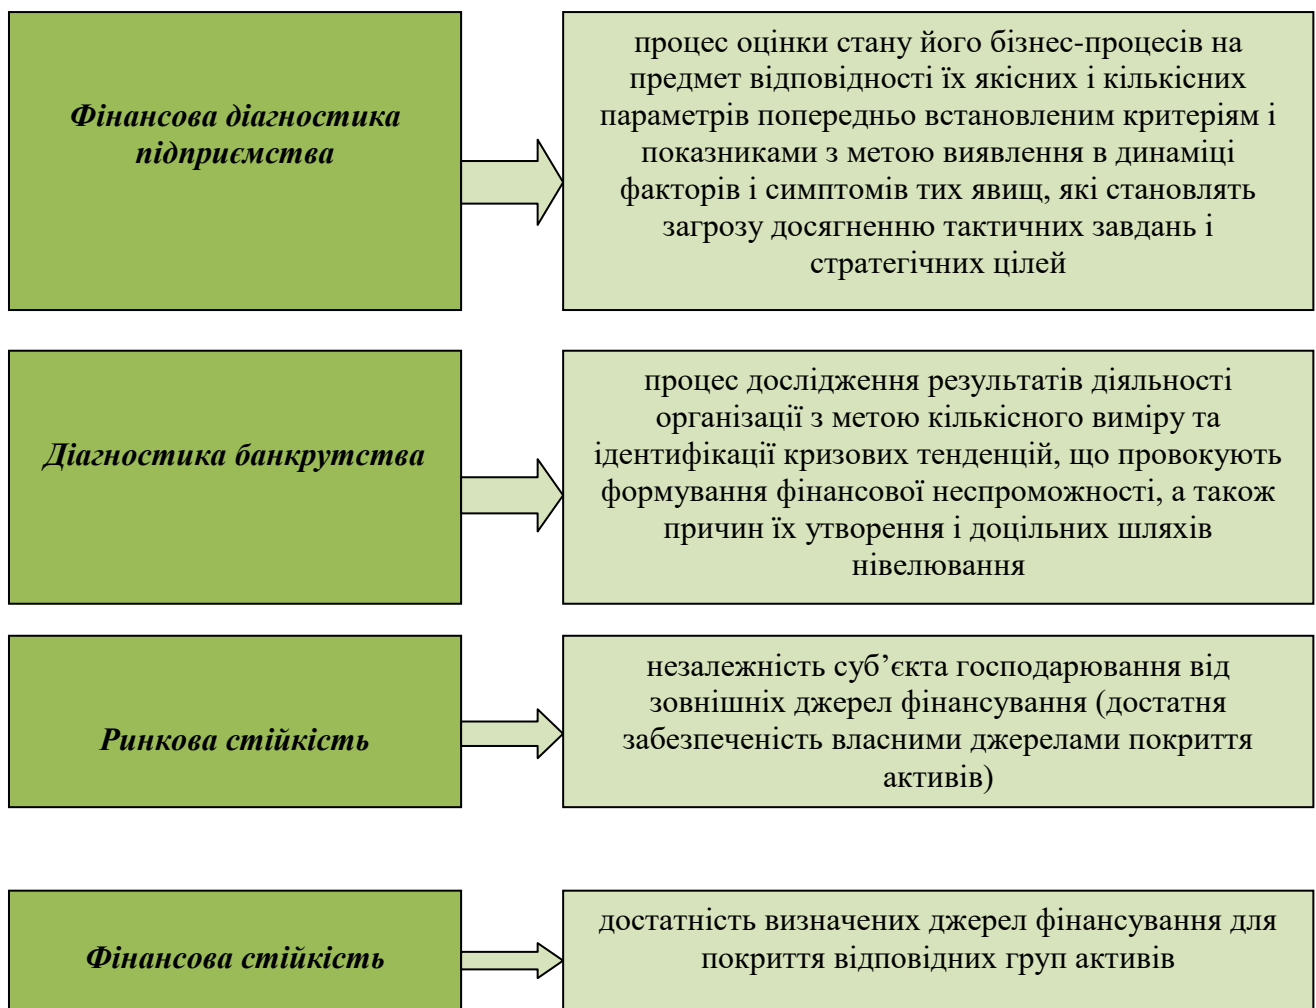 Фінансова діагностика
підприємства
процес оцінки стану його бізнес-процесів на
предмет відповідності їх якісних і кількісних
параметрів попередньо встановленим критеріям і
показниками з метою виявлення в динаміці
факторів і симптомів тих явищ, які становлять
загрозу досягненню тактичних завдань і
стратегічних цілей
Діагностика банкрутства
процес дослідження результатів діяльності
організації з метою кількісного виміру та
ідентифікації кризових тенденцій, що провокують
формування фінансової неспроможності, а також
причин їх утворення і доцільних шляхів
нівелювання
Ринкова стійкість
незалежність суб’єкта господарювання від
зовнішніх джерел фінансування (достатня
забезпеченість власними джерелами покриття
активів)
Фінансова стійкість
достатність визначених джерел фінансування для
покриття відповідних груп активів